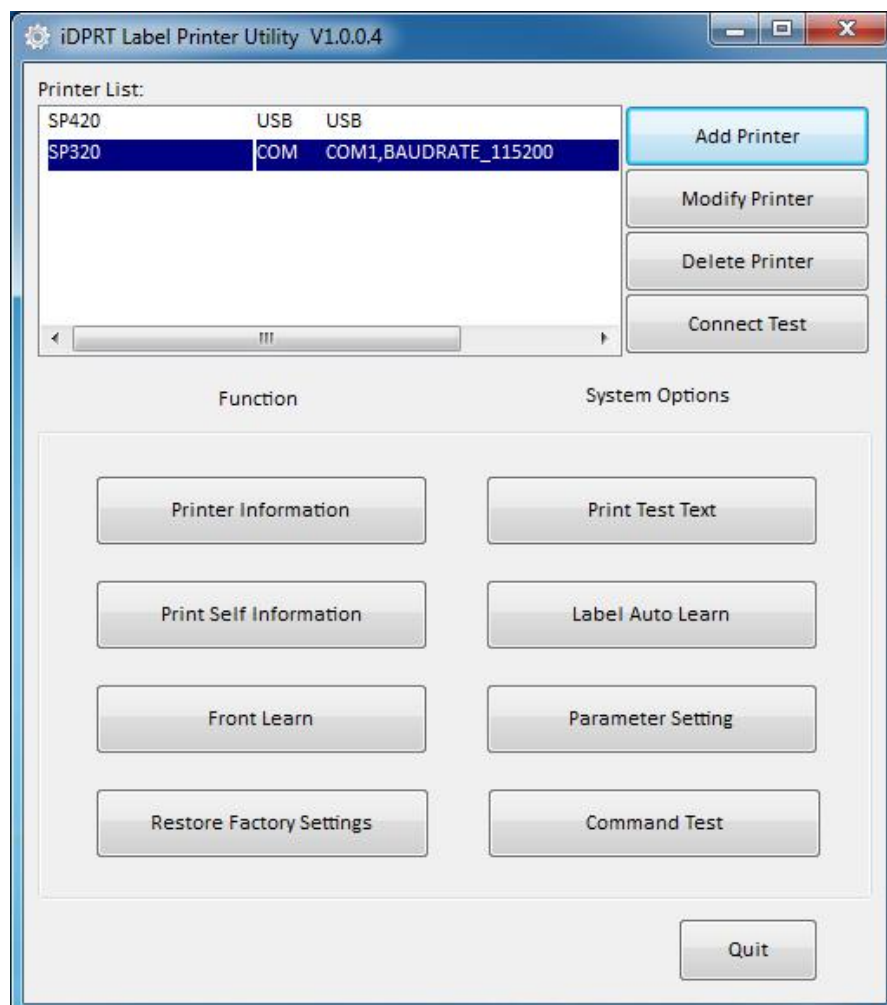 iDPRT Label Printer Utility V1.0.0.4
Printer List:
SP420 USB USB
SP320 COM COM1,BAUDRATE_115200
Add Printer
Modify Printer
Delete Printer
Connect Test
Function System Options
Printer Information Print Test Text
Print Self Information Label Auto Learn
Front Learn Parameter Setting
Restore Factory Settings Command Test
Quit